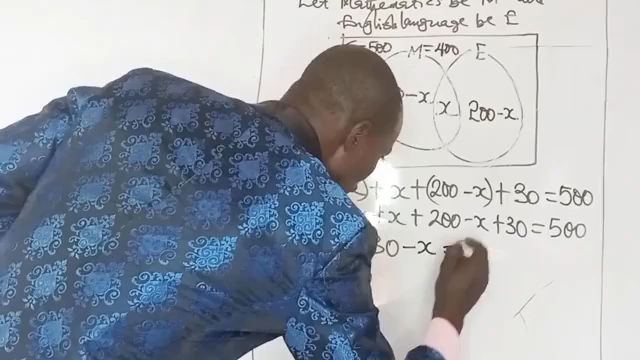 Let Mathematics be M and
English language be E
=500 M=400 E
-x x 200-x
+ x + (200 -x) + 30 = 500
+x + 200 -x +30 = 500
30 -x =